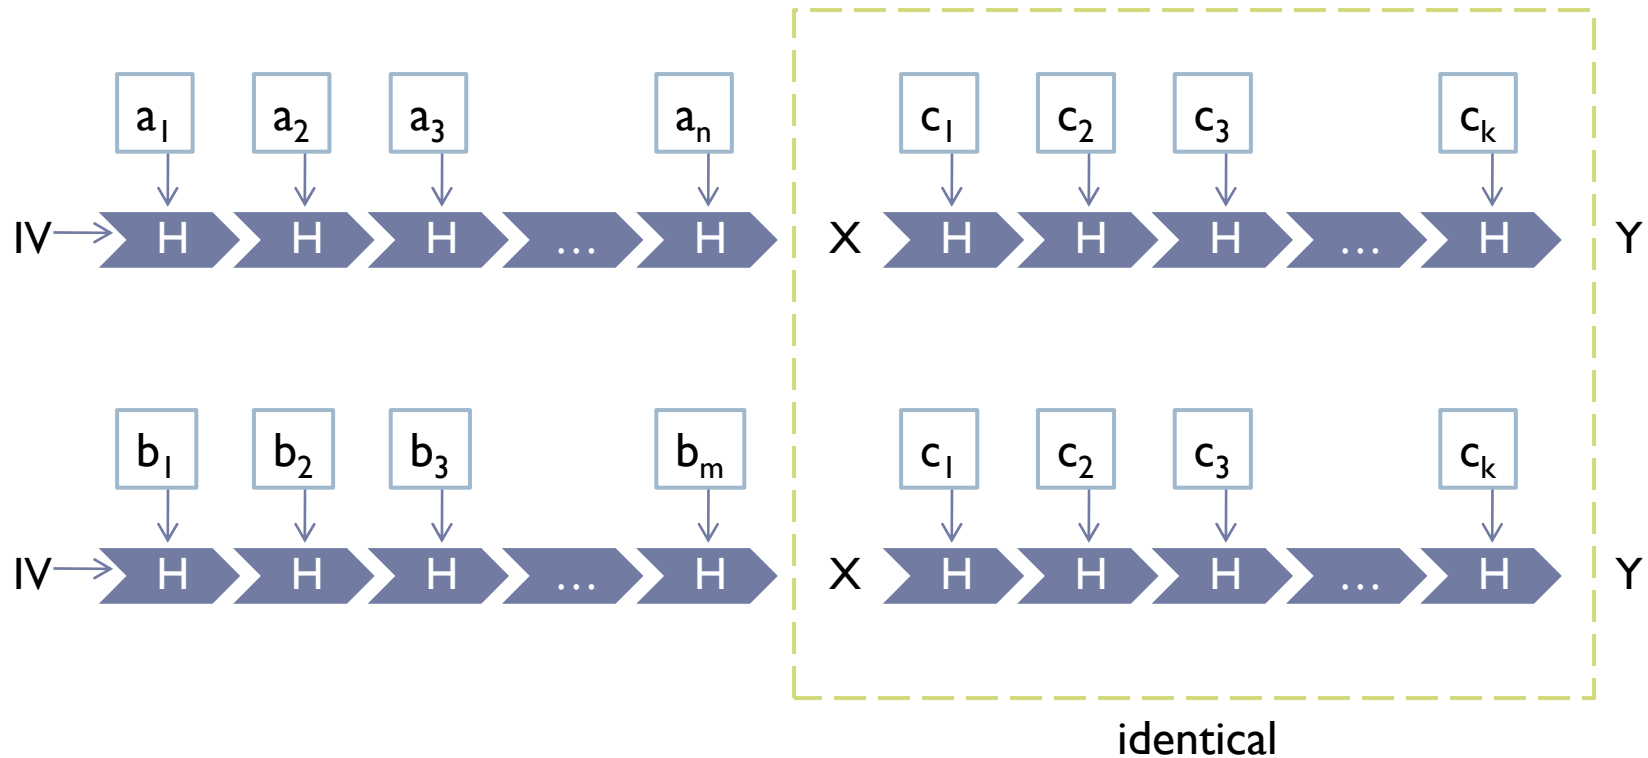 a₁ a₂ a₃ aₙ c₁ c₂ c₃ cₖ
IV H H H ... H X H H H ... H Y
b₁ b₂ b₃ bₘ c₁ c₂ c₃ cₖ
IV H H H ... H X H H H ... H Y
identical